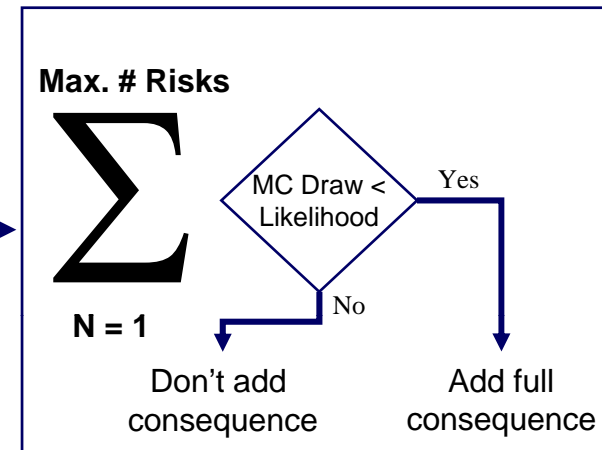 Max. # Risks
Σ
N = 1
MC Draw <
Likelihood
Yes
No
Don't add
consequence
Add full
consequence